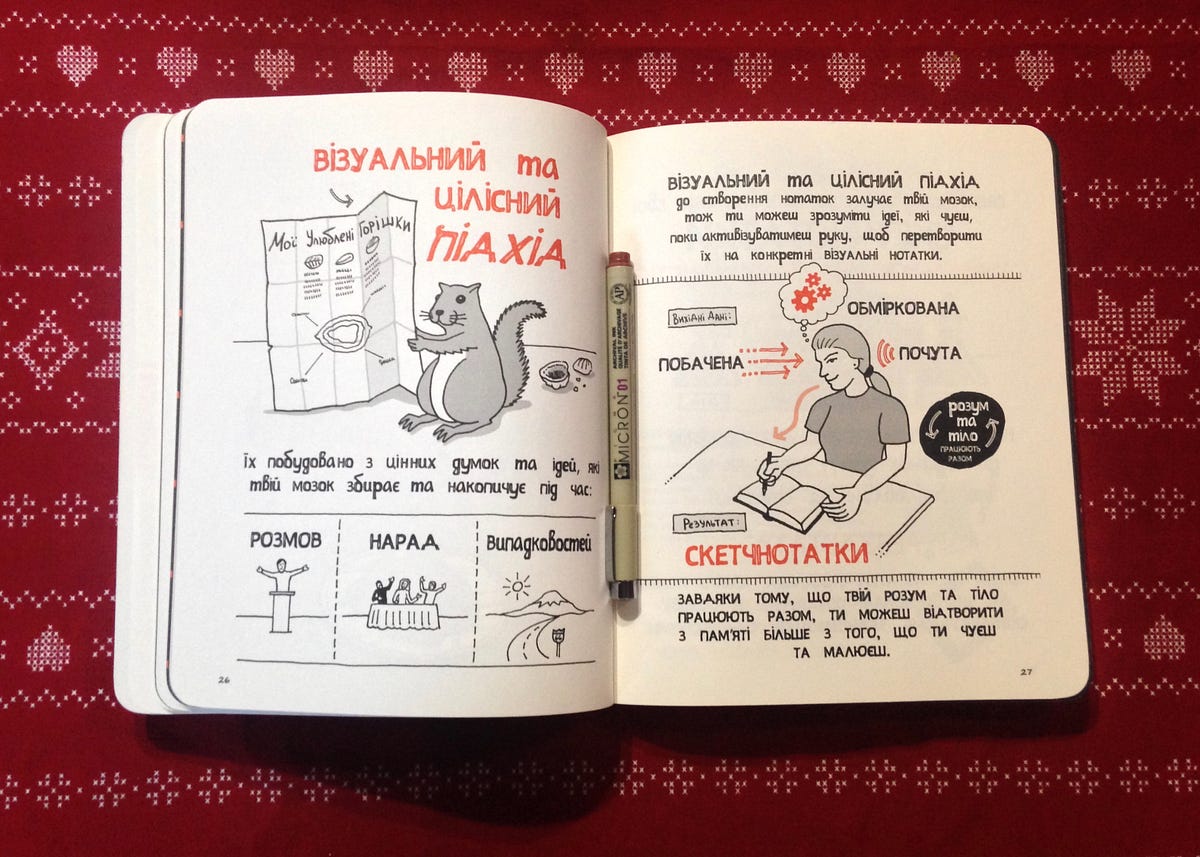 ВІЗУАЛЬНИЙ та
ЦІЛІСНИЙ
ПІДХІД
Мої Улюблені Горішки
їх побудовано з цінних думок та ідей, які
твій мозок збирає та накопичує під час:
РОЗМОВ
НАРАД
Випадковостей
26
ВІЗУАЛЬНИЙ та ЦІЛІСНИЙ ПІДХІД
до створення нотаток залучає твій мозок,
тож ти можеш зрозуміти ідеї, які чуєш,
поки активізуватимеш руку, щоб перетворити
їх на конкретні візуальні нотатки.
Вихідні Дані:
ОБМІРКОВАНА
ПОБАЧЕНА
ПОЧУТА
розум
та
тіло
ПРАЦЮЮТЬ
РАЗОМ
Результат:
СКЕТЧНОТАТКИ
ЗАВДЯКИ ТОМУ, ЩО ТВІЙ РОЗУМ ТА ТІЛО
ПРАЦЮЮТЬ РАЗОМ, ТИ МОЖЕШ ВІДТВОРИТИ
З ПАМ'ЯТІ БІЛЬШЕ З ТОГО, ЩО ТИ ЧУЄШ
ТА МАЛЮЄШ.
27
MICRON 01
ARCHIVAL INK
AP